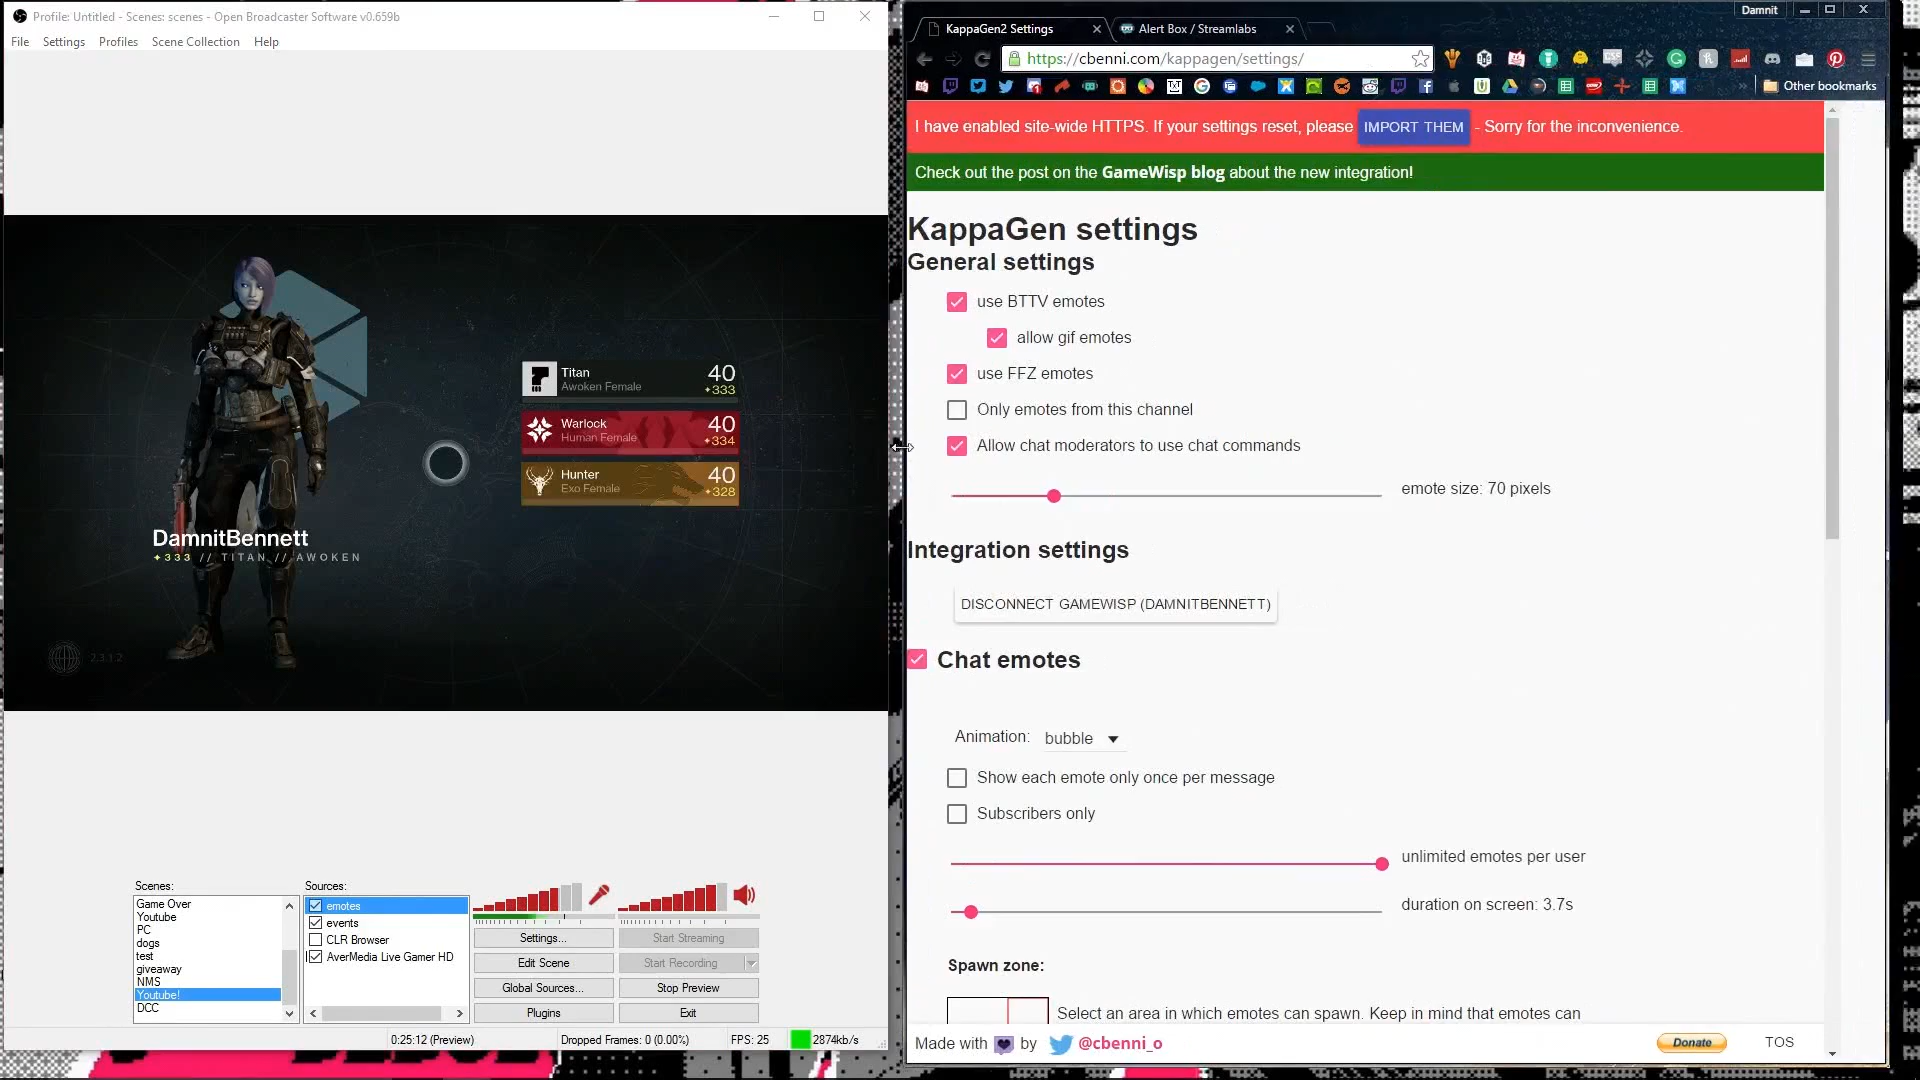 Profile: Untitled - Scenes: scenes - Open Broadcaster Software v0.659b
File Settings Profiles Scene Collection Help
DamnitBennett
+333 // TITAN // AWOKEN
2.3.1.2
Titan 40
Awoken Female +333
Warlock 40
Human Female +334
Hunter 40
Exo Female +328
Scenes:
Game Over
Youtube
PC
dogs
test
giveaway
NMS
Youtube!
DCC
Sources:
emotes
events
CLR Browser
AverMedia Live Gamer HD
Settings... Start Streaming
Edit Scene Start Recording
Global Sources... Stop Preview
Plugins Exit
0:25:12 (Preview) Dropped Frames: 0 (0.00%) FPS: 25 2874kb/s
Damnit
KappaGen2 Settings Alert Box / Streamlabs
https://cbenni.com/kappagen/settings/
Other bookmarks
I have enabled site-wide HTTPS. If your settings reset, please IMPORT THEM - Sorry for the inconvenience.
Check out the post on the GameWisp blog about the new integration!
KappaGen settings
General settings
use BTTV emotes
allow gif emotes
use FFZ emotes
Only emotes from this channel
Allow chat moderators to use chat commands
emote size: 70 pixels
Integration settings
DISCONNECT GAMEWISP (DAMNITBENNETT)
Chat emotes
Animation: bubble
Show each emote only once per message
Subscribers only
unlimited emotes per user
duration on screen: 3.7s
Spawn zone:
Select an area in which emotes can spawn. Keep in mind that emotes can
Made with by @cbenni_o Donate TOS